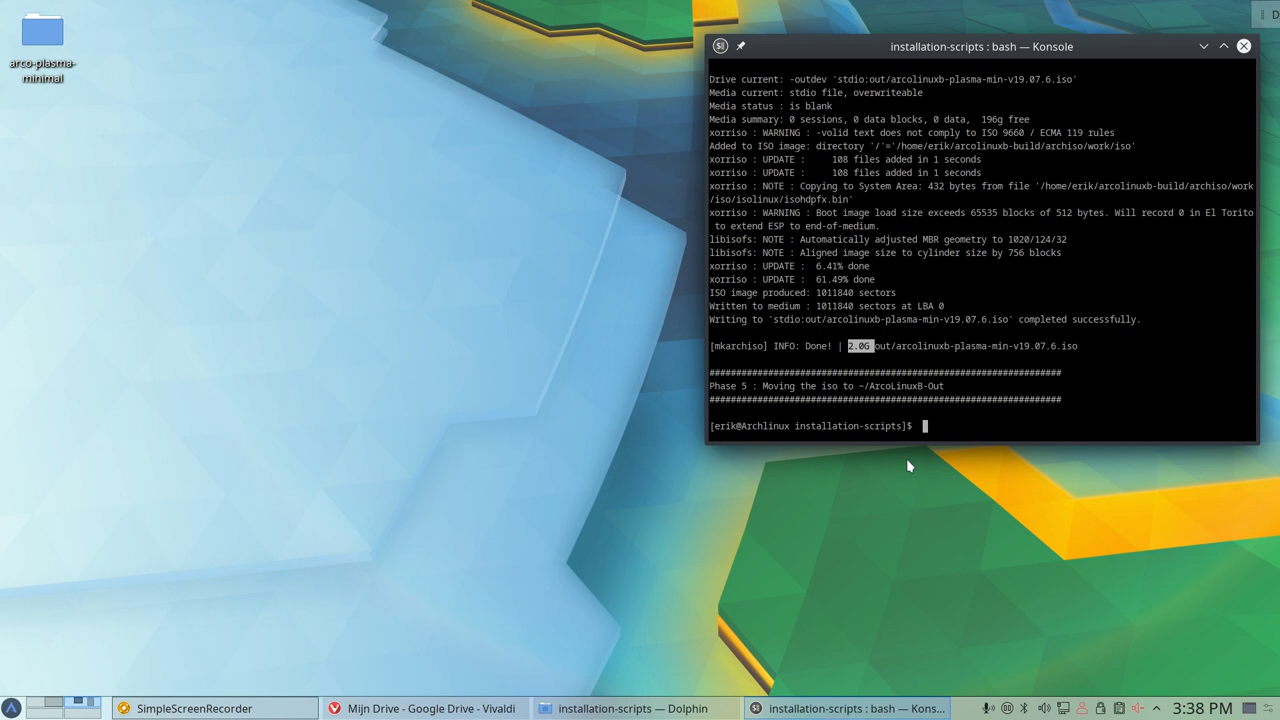 arco-plasma-
minimal
D
installation-scripts : bash — Konsole
Drive current: -outdev 'stdio:out/arcolinuxb-plasma-min-v19.07.6.iso'
Media current: stdio file, overwriteable
Media status : is blank
Media summary: 0 sessions, 0 data blocks, 0 data,  196g free
xorriso : WARNING : -valid text does not comply to ISO 9660 / ECMA 119 rules
Added to ISO image: directory '/'='/home/erik/arcolinuxb-build/archiso/work/iso'
xorriso : UPDATE :     108 files added in 1 seconds
xorriso : UPDATE :     108 files added in 1 seconds
xorriso : NOTE : Copying to System Area: 432 bytes from file '/home/erik/arcolinuxb-build/archiso/work
/iso/isolinux/isohdpfx.bin'
xorriso : WARNING : Boot image load size exceeds 65535 blocks of 512 bytes. Will record 0 in El Torito
 to extend ESP to end-of-medium.
libisofs: NOTE : Automatically adjusted MBR geometry to 1020/124/32
libisofs: NOTE : Aligned image size to cylinder size by 756 blocks
xorriso : UPDATE :  6.41% done
xorriso : UPDATE :  61.49% done
ISO image produced: 1011840 sectors
Written to medium : 1011840 sectors at LBA 0
Writing to 'stdio:out/arcolinuxb-plasma-min-v19.07.6.iso' completed successfully.
[mkarchiso] INFO: Done! | 2.0G out/arcolinuxb-plasma-min-v19.07.6.iso
##################################################################
Phase 5 : Moving the iso to ~/ArcoLinuxB-Out
##################################################################
[erik@Archlinux installation-scripts]$
SimpleScreenRecorder
Mijn Drive - Google Drive - Vivaldi
installation-scripts — Dolphin
installation-scripts : bash — Kons...
3:38 PM